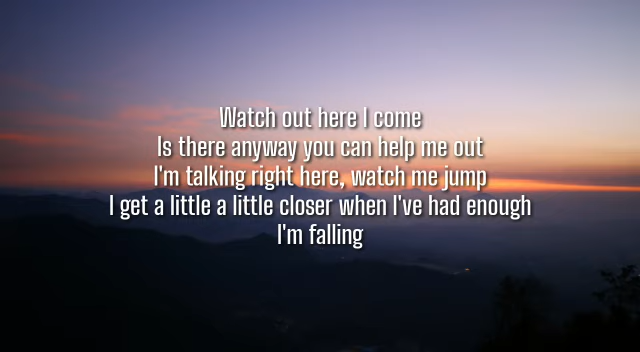 Watch out here I come
Is there anyway you can help me out
I'm talking right here, watch me jump
I get a little a little closer when I've had enough
I'm falling